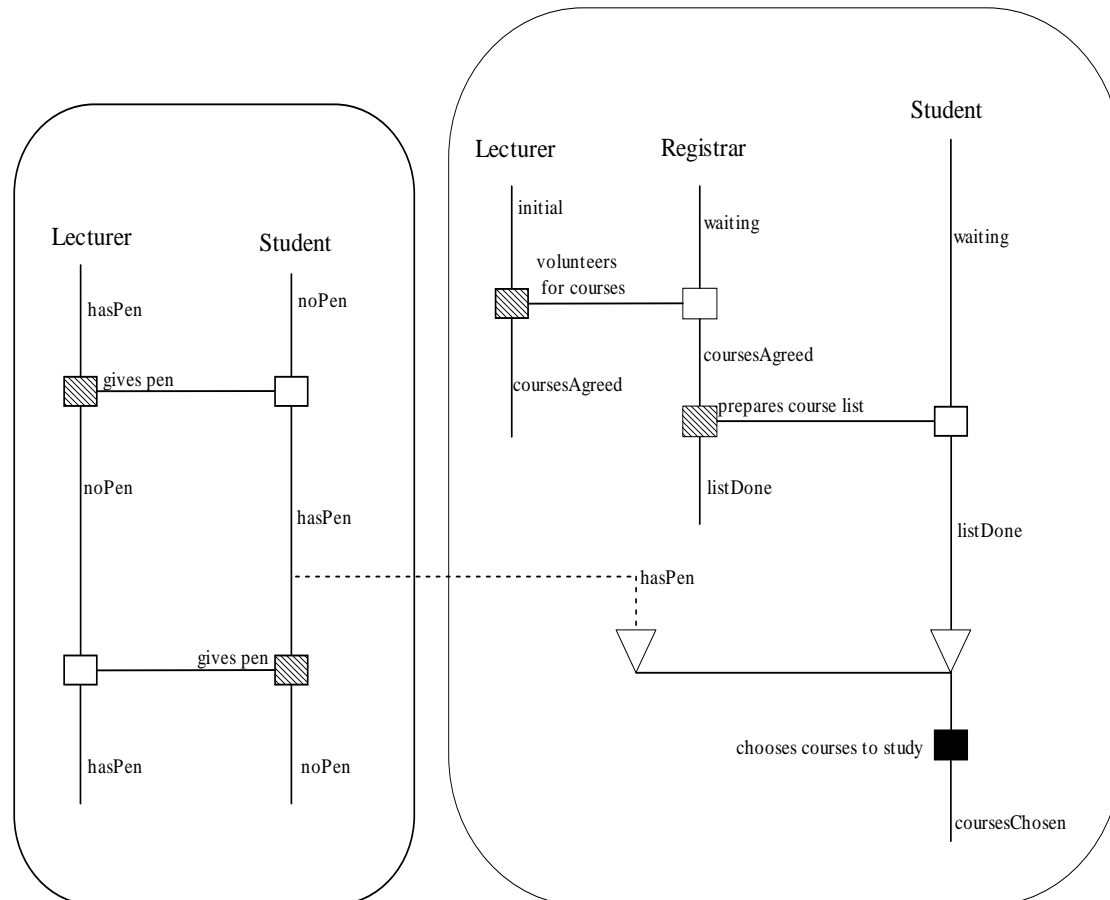 Lecturer
Student
hasPen
noPen
gives pen
noPen
hasPen
gives pen
hasPen
noPen
Student
Lecturer
Registrar
initial
waiting
waiting
volunteers
for courses
coursesAgreed
coursesAgreed
prepares course list
listDone
listDone
hasPen
chooses courses to study
coursesChosen